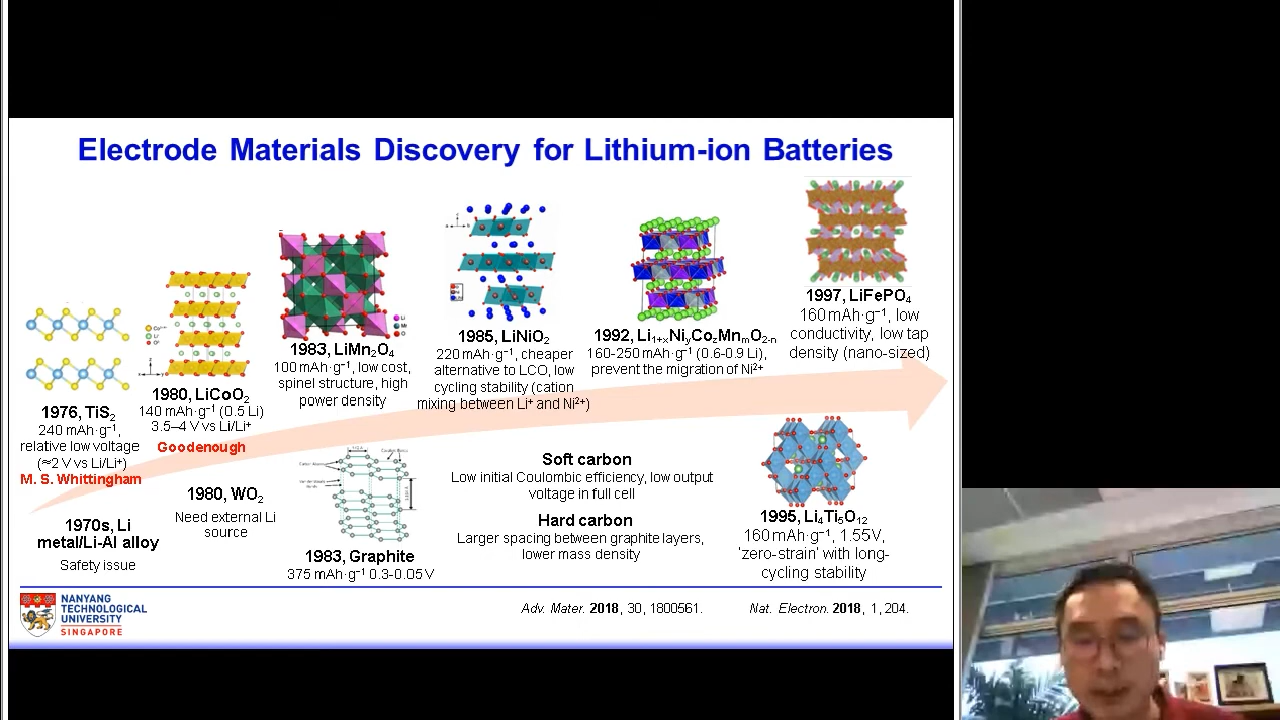 Electrode Materials Discovery for Lithium-ion Batteries
1976, TiS₂
240 mAh·g⁻¹,
relative low voltage
(≈2 V vs Li/Li⁺)
M. S. Whittingham
1980, LiCoO₂
140 mAh·g⁻¹ (0.5 Li)
3.5–4 V vs Li/Li⁺
Goodenough
1983, LiMn₂O₄
100 mAh·g⁻¹, low cost,
spinel structure, high
power density
1985, LiNiO₂
220 mAh·g⁻¹, cheaper
alternative to LCO, low
cycling stability (cation
mixing between Li⁺ and Ni²⁺)
1992, Li₁₊ₓNiᵧCo_zMnₘO₂₋ₙ
160-250 mAh·g⁻¹ (0.6-0.9 Li),
prevent the migration of Ni²⁺
1997, LiFePO₄
160 mAh·g⁻¹, low
conductivity, low tap
density (nano-sized)
1970s, Li
metal/Li-Al alloy
Safety issue
1980, WO₂
Need external Li
source
1983, Graphite
375 mAh·g⁻¹ 0.3-0.05 V
Soft carbon
Low initial Coulombic efficiency, low output
voltage in full cell
Hard carbon
Larger spacing between graphite layers,
lower mass density
1995, Li₄Ti₅O₁₂
160 mAh·g⁻¹, 1.55V,
'zero-strain' with long-
cycling stability
NANYANG
TECHNOLOGICAL
UNIVERSITY
SINGAPORE
Adv. Mater. 2018, 30, 1800561.
Nat. Electron. 2018, 1, 204.